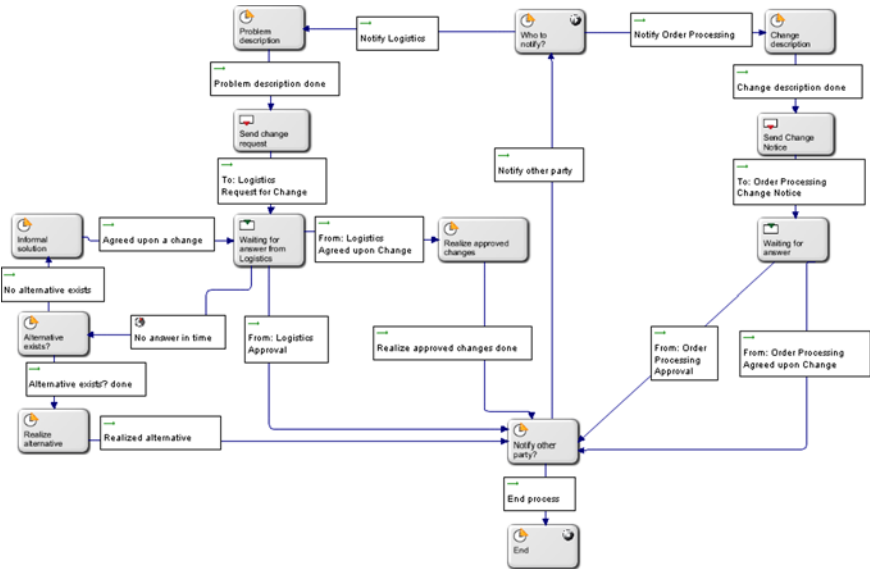 Problem
description
Notify Logistics
Who to
notify?
Notify Order Processing
Change
description
Problem description done
Change description done
Send change
request
Send Change
Notice
To: Logistics
Request for Change
Notify other party
To: Order Processing
Change Notice
Informal
solution
Agreed upon a change
Waiting for
answer from
Logistics
From: Logistics
Agreed upon Change
Realize approved
changes
Waiting for
answer
No alternative exists
Alternative
exists?
No answer in time
From: Logistics
Approval
Realize approved changes done
From: Order
Processing
Approval
From: Order Processing
Agreed upon Change
Alternative exists? done
Realize
alternative
Realized alternative
Notify other
party?
End process
End